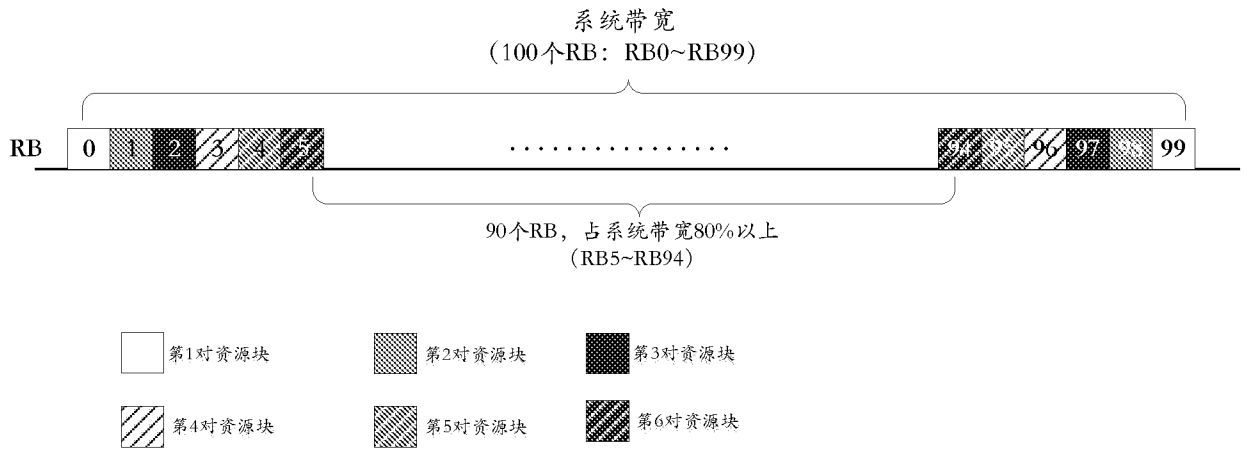 系统带宽
(100个RB: RB0~RB99)
RB 0 1 2 3 4 5 ................ 94 95 96 97 98 99
90个RB，占系统带宽80%以上
(RB5~RB94)
第1对资源块 第2对资源块 第3对资源块
第4对资源块 第5对资源块 第6对资源块